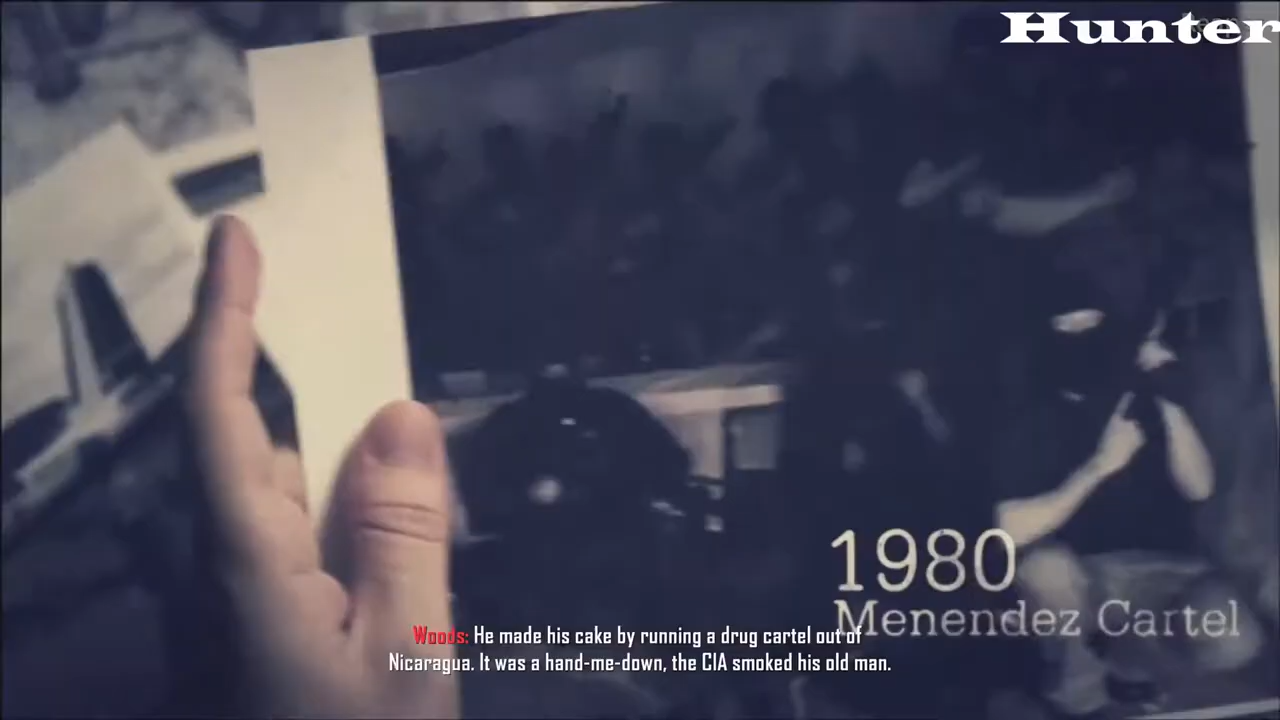 Hunter
1980
Menendez Cartel
Woods: He made his cake by running a drug cartel out of
Nicaragua. It was a hand-me-down, the CIA smoked his old man.